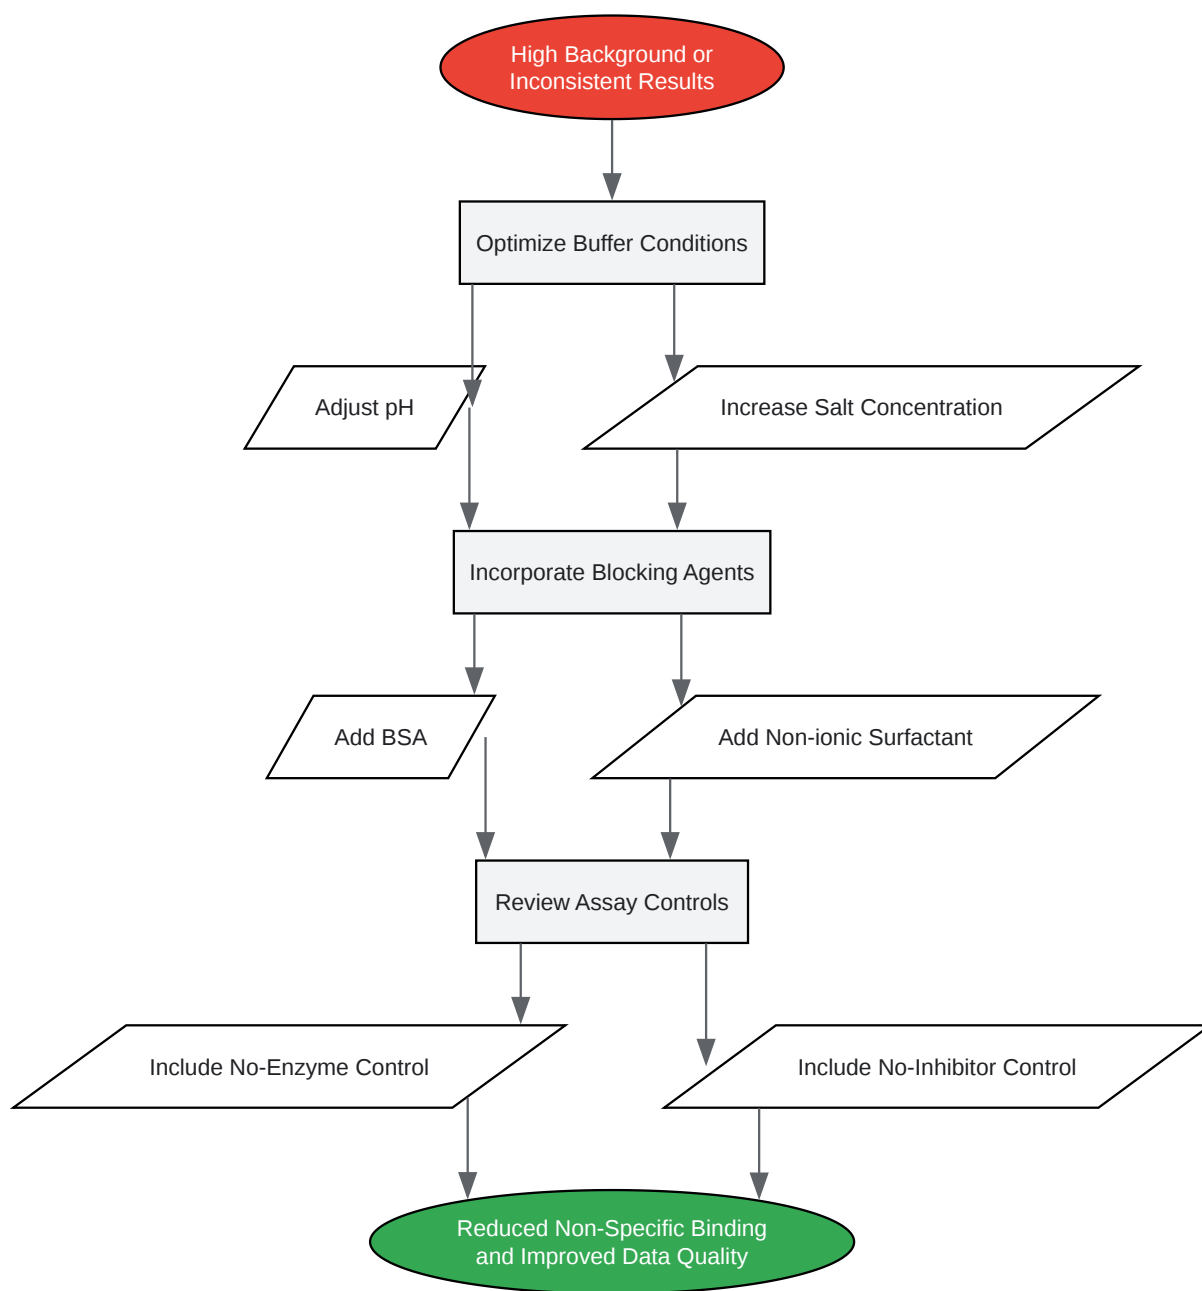 High Background or
Inconsistent Results
Optimize Buffer Conditions
Adjust pH
Increase Salt Concentration
Incorporate Blocking Agents
Add BSA
Add Non-ionic Surfactant
Review Assay Controls
Include No-Enzyme Control
Include No-Inhibitor Control
Reduced Non-Specific Binding
and Improved Data Quality